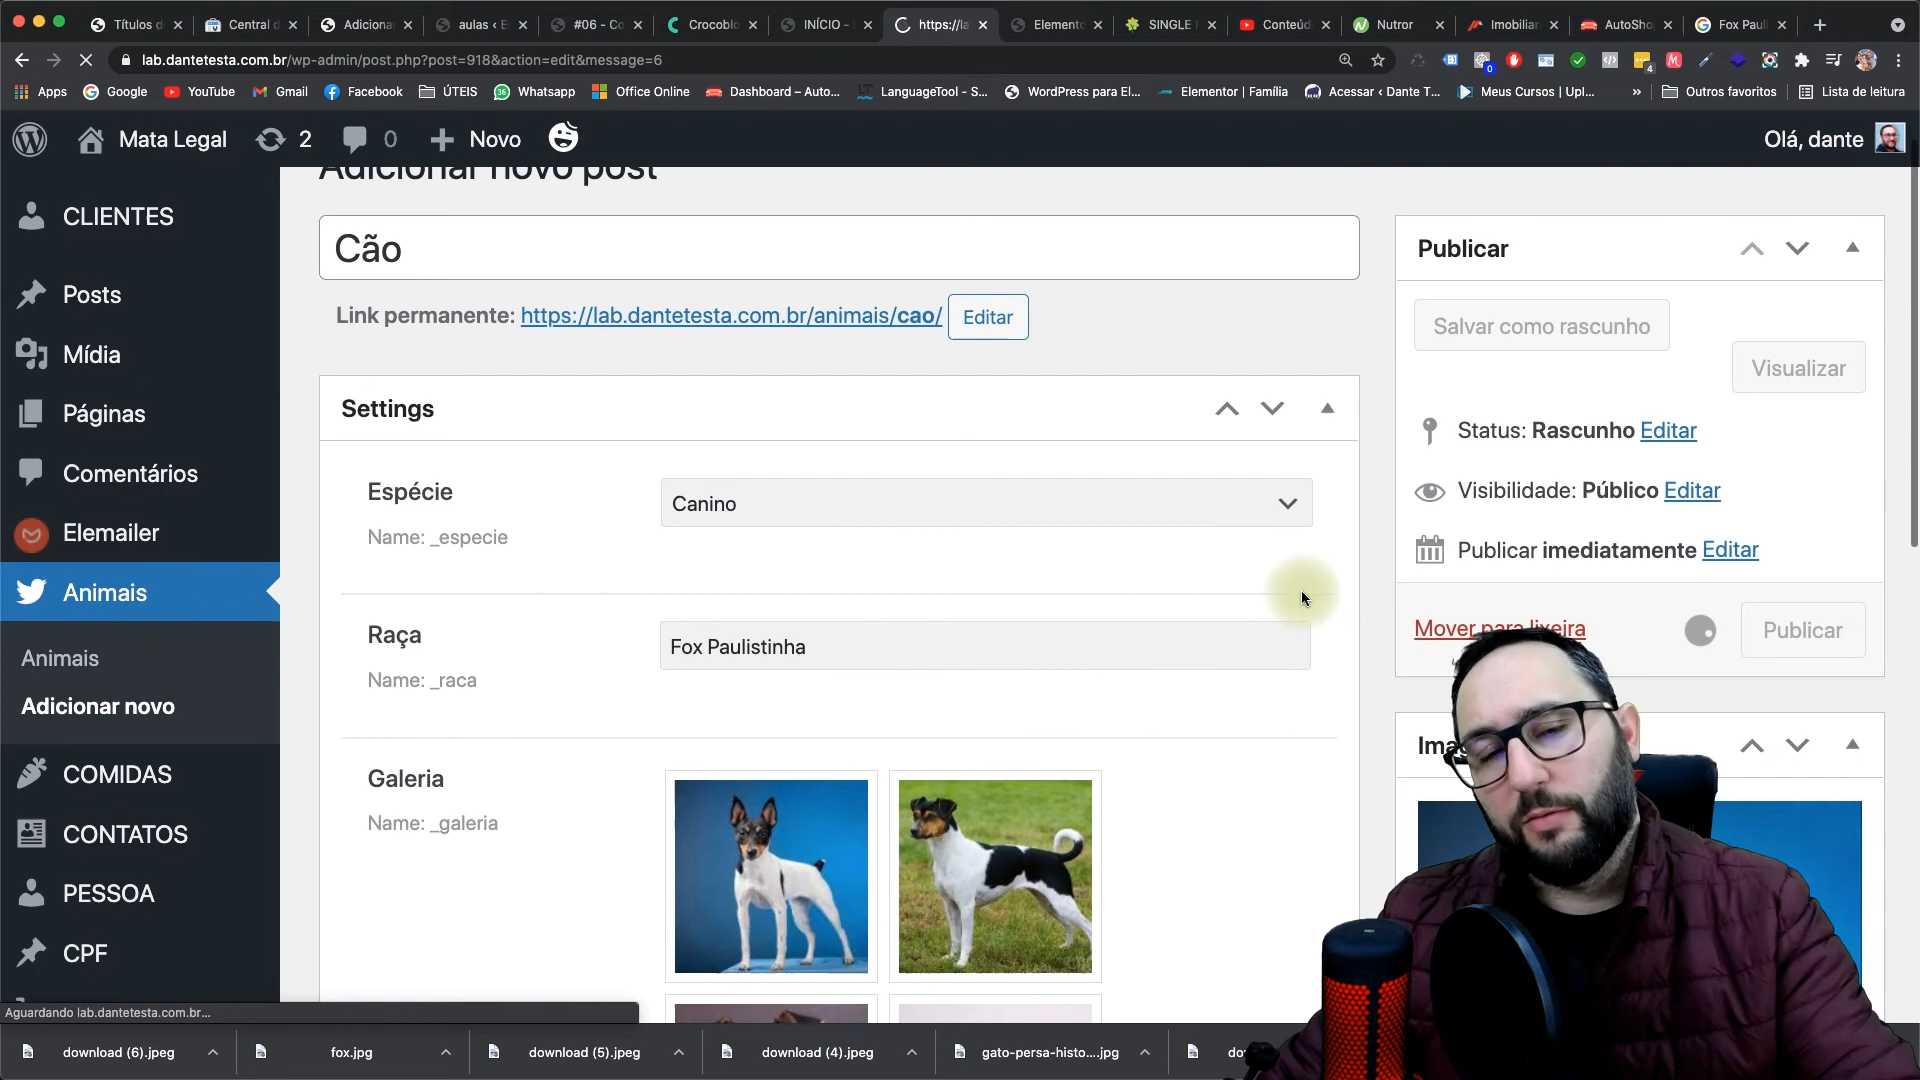 Títulos d
Central d
Adiciona
aulas ‹ E
#06 - Co
Crocoblo
INÍCIO -
https://la
Elemento
SINGLE
Conteúd
Nutror
Imobiliar
AutoSho
Fox Paul
lab.dantetesta.com.br/wp-admin/post.php?post=918&action=edit&message=6
Apps
Google
YouTube
Gmail
Facebook
ÚTEIS
Whatsapp
Office Online
Dashboard – Auto...
LanguageTool - S...
WordPress para El...
Elementor | Família
Acessar ‹ Dante T...
Meus Cursos | Upl...
»
Outros favoritos
Lista de leitura
Mata Legal
2
0
Novo
Olá, dante
CLIENTES
Posts
Mídia
Páginas
Comentários
Elemailer
Animais
Animais
Adicionar novo
COMIDAS
CONTATOS
PESSOA
CPF
Adicionar novo post
Cão
Link permanente: https://lab.dantetesta.com.br/animais/cao/ Editar
Settings
Espécie
Canino
Name: _especie
Raça
Fox Paulistinha
Name: _raca
Galeria
Name: _galeria
Publicar
Salvar como rascunho
Visualizar
Status: Rascunho Editar
Visibilidade: Público Editar
Publicar imediatamente Editar
Mover para lixeira
Publicar
Aguardando lab.dantetesta.com.br...
download (6).jpeg
fox.jpg
download (5).jpeg
download (4).jpeg
gato-persa-histo....jpg